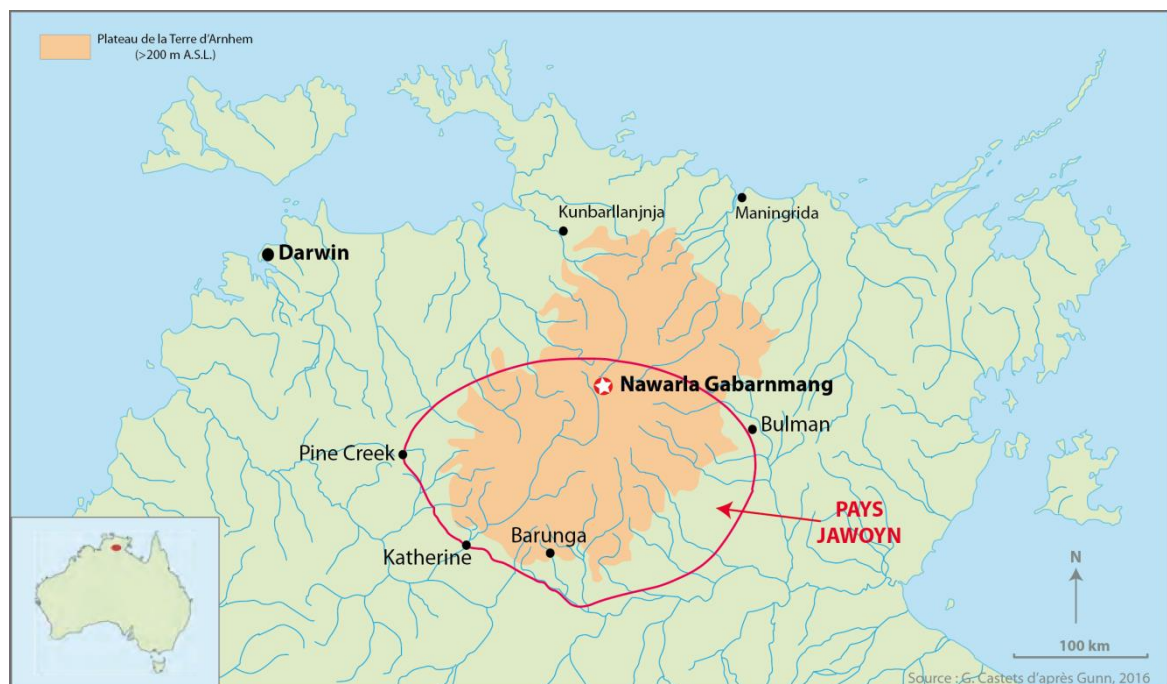 Plateau de la Terre d'Arnhem
(>200 m A.S.L.)
Kunbarllanjnja
Maningrida
Darwin
Nawarla Gabarnmang
Bulman
Pine Creek
PAYS
JAWOYN
Barunga
Katherine
N
100 km
Source : G. Castets d'après Gunn, 2016